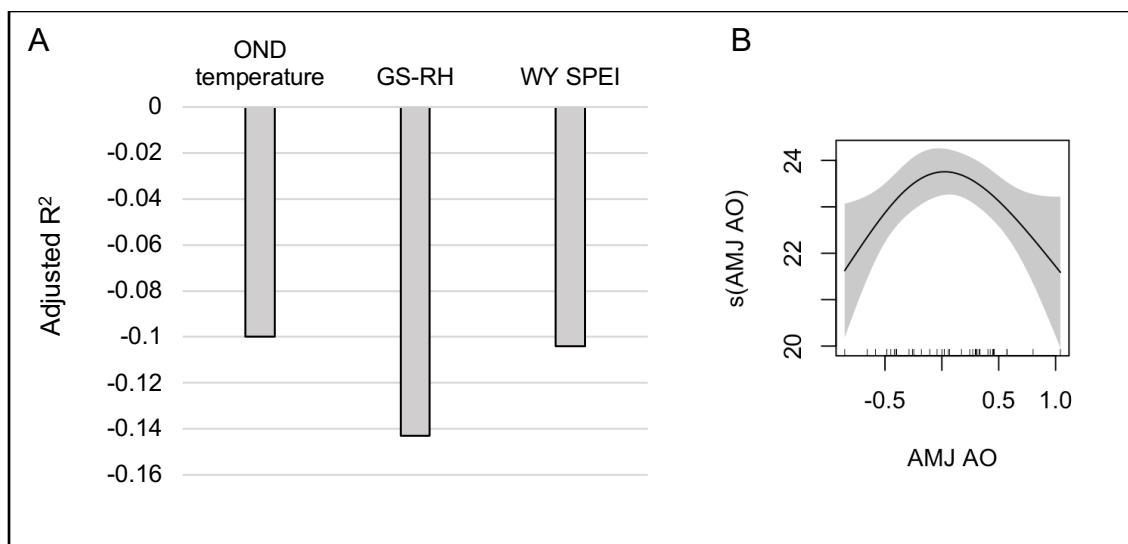 A
OND
temperature
GS-RH
WY SPEI
0
-0.02
-0.04
-0.06
-0.08
-0.1
-0.12
-0.14
-0.16
Adjusted R²
B
24
22
20
s(AMJ AO)
-0.5
0.5
1.0
AMJ AO